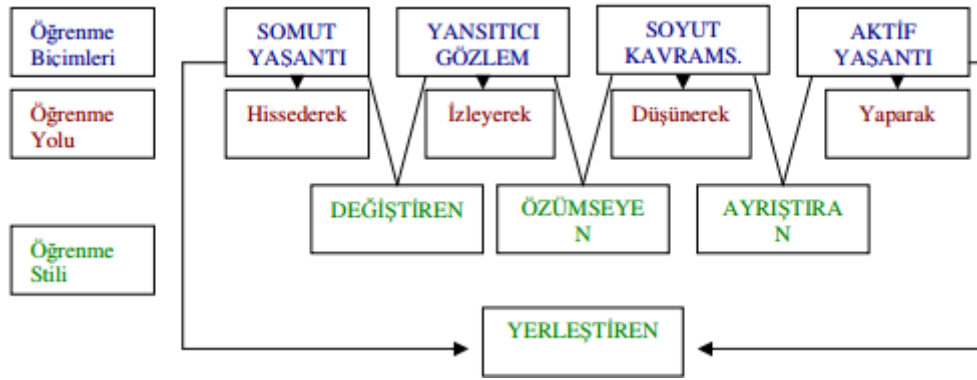 Öğrenme
Biçimleri
SOMUT
YAŞANTI
YANSITICI
GÖZLEM
SOYUT
KAVRAMS.
AKTİF
YAŞANTI
Öğrenme
Yolu
Hissederek
İzleyerek
Düşünerek
Yaparak
DEĞİŞTİREN
ÖZÜMSEYE
N
AYRIŞTIRA
N
Öğrenme
Stili
YERLEŞTİREN